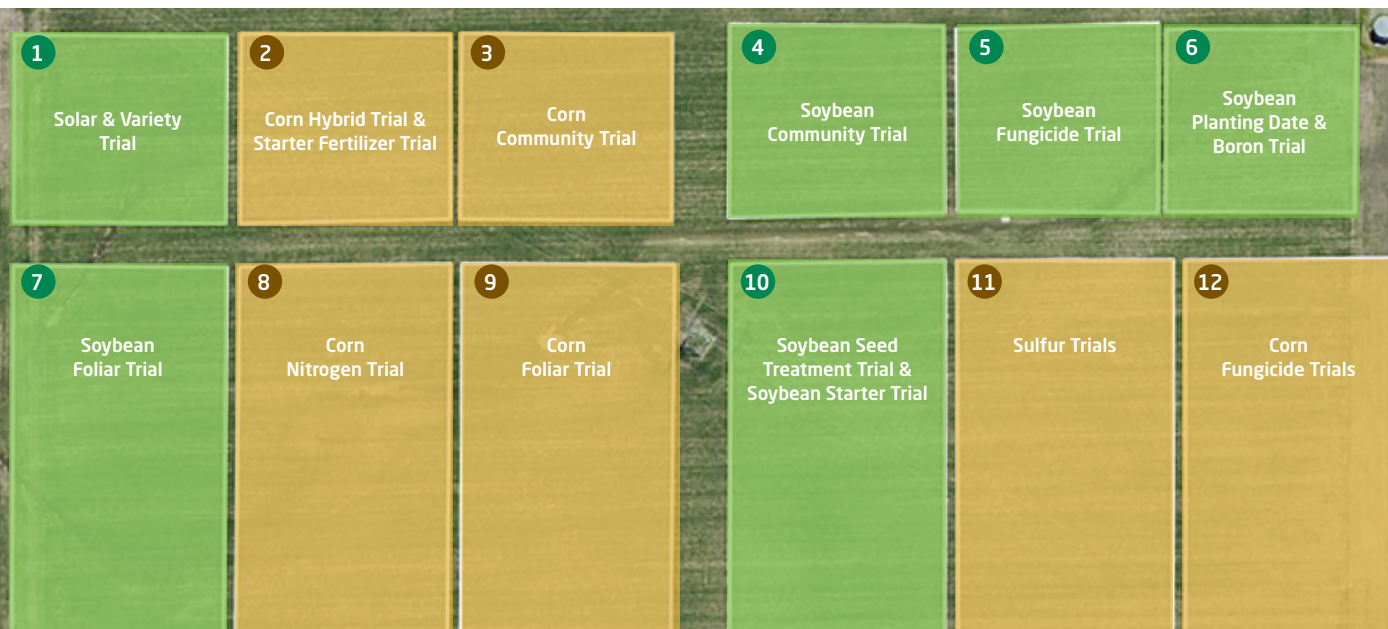 1
Solar & Variety
Trial
2
Corn Hybrid Trial &
Starter Fertilizer Trial
3
Corn
Community Trial
4
Soybean
Community Trial
5
Soybean
Fungicide Trial
6
Soybean
Planting Date &
Boron Trial
7
Soybean
Foliar Trial
8
Corn
Nitrogen Trial
9
Corn
Foliar Trial
10
Soybean Seed
Treatment Trial &
Soybean Starter Trial
11
Sulfur Trials
12
Corn
Fungicide Trials